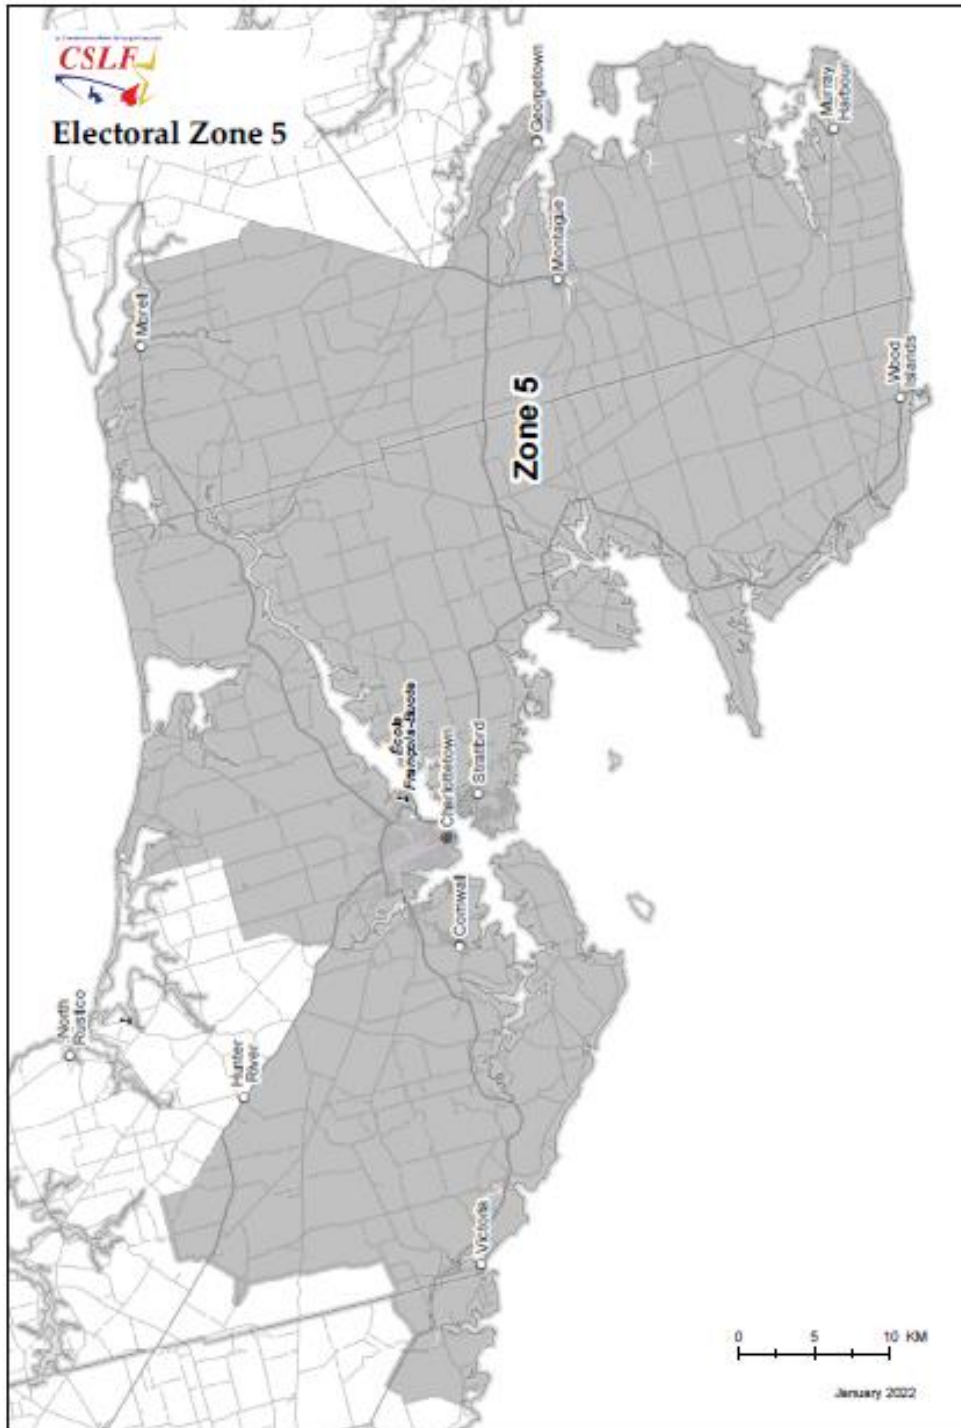 CSLF
Electoral Zone 5
Georgetown
Murray
Harbour
Montague
Morell
Wood
Islands
Zone 5
École
François-Buote
Charlottetown
Stratford
Cornwall
North
Rustico
Hunter
River
Victoria
0 5 10 KM
January 2022